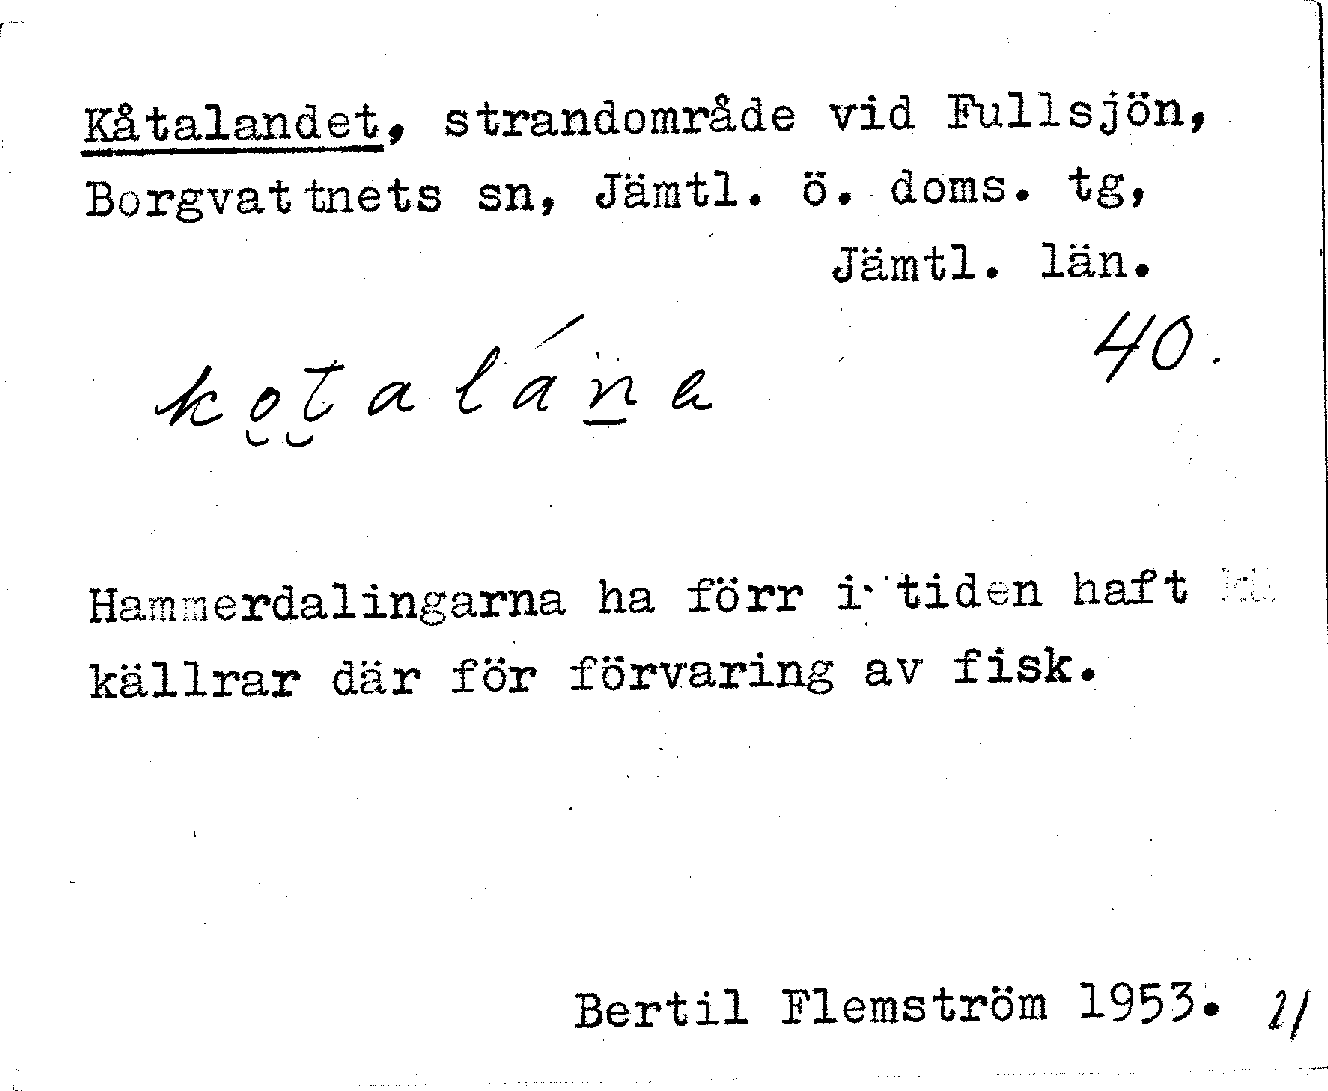 Kåtalandet, strandområde vid Fullsjön,
Borgvattnets sn, Jämtl. ö. doms. tg,
Jämtl. län.
40.
Hammerdalingarna ha förr i tiden haft
källrar där för förvaring av fisk.
Bertil Flemström 1953.